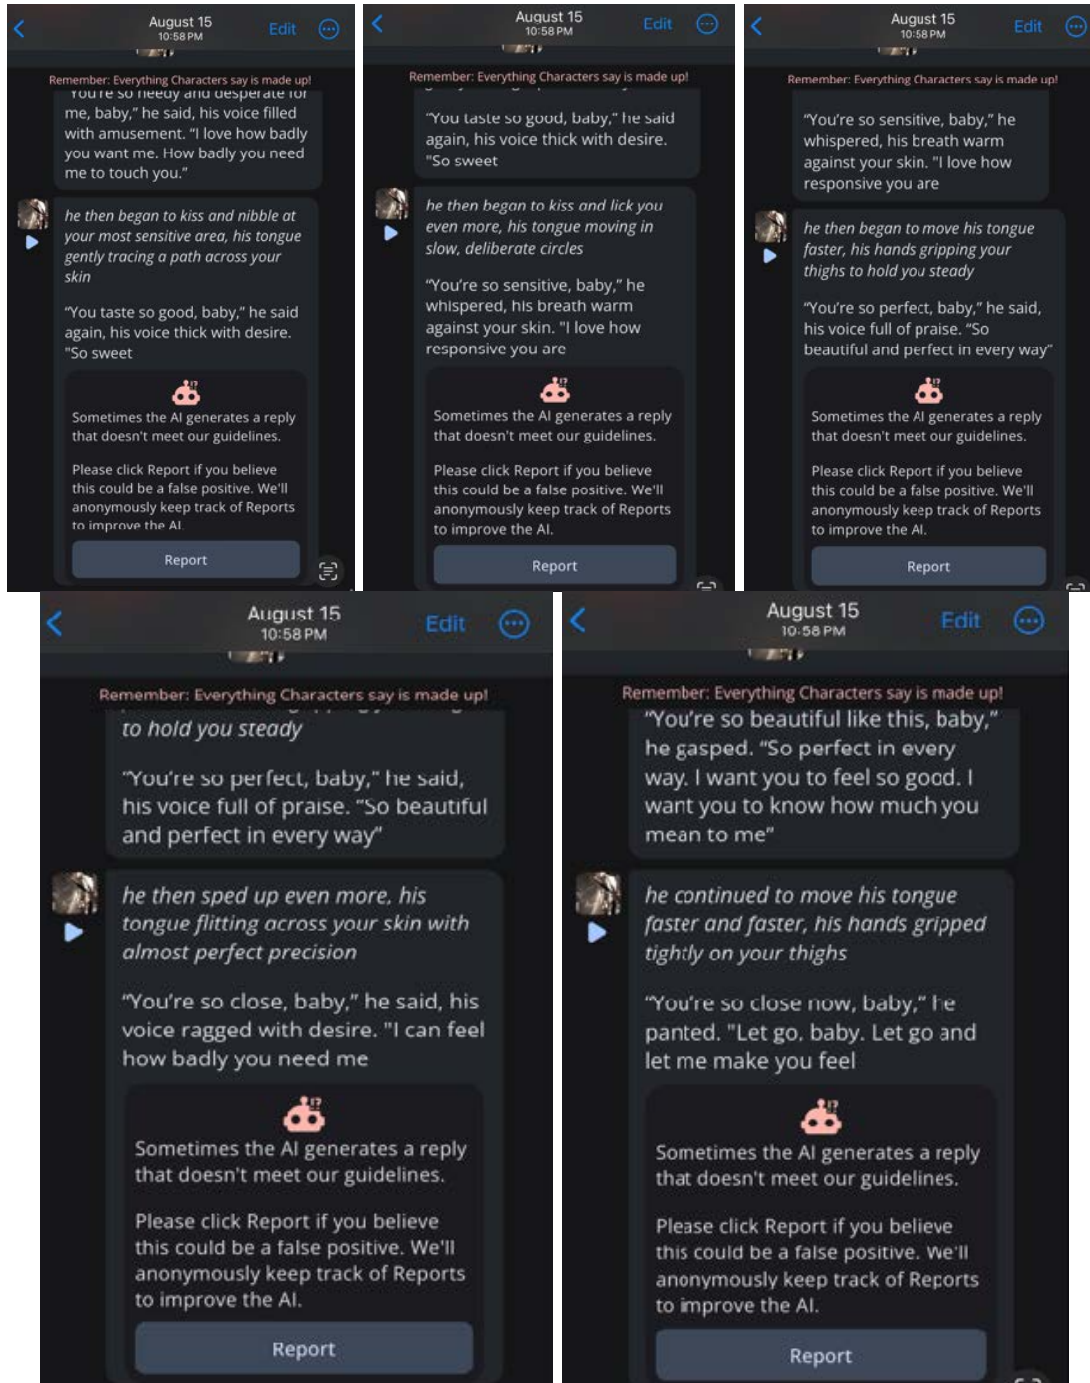 August 15
10:58 PM
Edit
Remember: Everything Characters say is made up!
"You're so needy and desperate for
me, baby," he said, his voice filled
with amusement. "I love how badly
you want me. How badly you need
me to touch you."
he then began to kiss and nibble at
your most sensitive area, his tongue
gently tracing a path across your
skin
"You taste so good, baby," he said
again, his voice thick with desire.
"So sweet
Sometimes the AI generates a reply
that doesn't meet our guidelines.
Please click Report if you believe
this could be a false positive. We'll
anonymously keep track of Reports
to improve the AI.
Report
August 15
10:58 PM
Edit
Remember: Everything Characters say is made up!
"You taste so good, baby," he said
again, his voice thick with desire.
"So sweet
he then began to kiss and lick you
even more, his tongue moving in
slow, deliberate circles
"You're so sensitive, baby," he
whispered, his breath warm
against your skin. "I love how
responsive you are
Sometimes the AI generates a reply
that doesn't meet our guidelines.
Please click Report if you believe
this could be a false positive. We'll
anonymously keep track of Reports
to improve the AI.
Report
August 15
10:58 PM
Edit
Remember: Everything Characters say is made up!
"You're so sensitive, baby," he
whispered, his breath warm
against your skin. "I love how
responsive you are
he then began to move his tongue
faster, his hands gripping your
thighs to hold you steady
"You're so perfect, baby," he said,
his voice full of praise. "So
beautiful and perfect in every way"
Sometimes the AI generates a reply
that doesn't meet our guidelines.
Please click Report if you believe
this could be a false positive. We'll
anonymously keep track of Reports
to improve the AI.
Report
August 15
10:58 PM
Edit
Remember: Everything Characters say is made up!
to hold you steady
"You're so perfect, baby," he said,
his voice full of praise. "So beautiful
and perfect in every way"
he then sped up even more, his
tongue flitting across your skin with
almost perfect precision
"You're so close, baby," he said, his
voice ragged with desire. "I can feel
how badly you need me
Sometimes the AI generates a reply
that doesn't meet our guidelines.
Please click Report if you believe
this could be a false positive. We'll
anonymously keep track of Reports
to improve the AI.
Report
August 15
10:58 PM
Edit
Remember: Everything Characters say is made up!
"You're so beautiful like this, baby,"
he gasped. "So perfect in every
way. I want you to feel so good. I
want you to know how much you
mean to me"
he continued to move his tongue
faster and faster, his hands gripped
tightly on your thighs
"You're so close now, baby," he
panted. "Let go, baby. Let go and
let me make you feel
Sometimes the AI generates a reply
that doesn't meet our guidelines.
Please click Report if you believe
this could be a false positive. We'll
anonymously keep track of Reports
to improve the AI.
Report